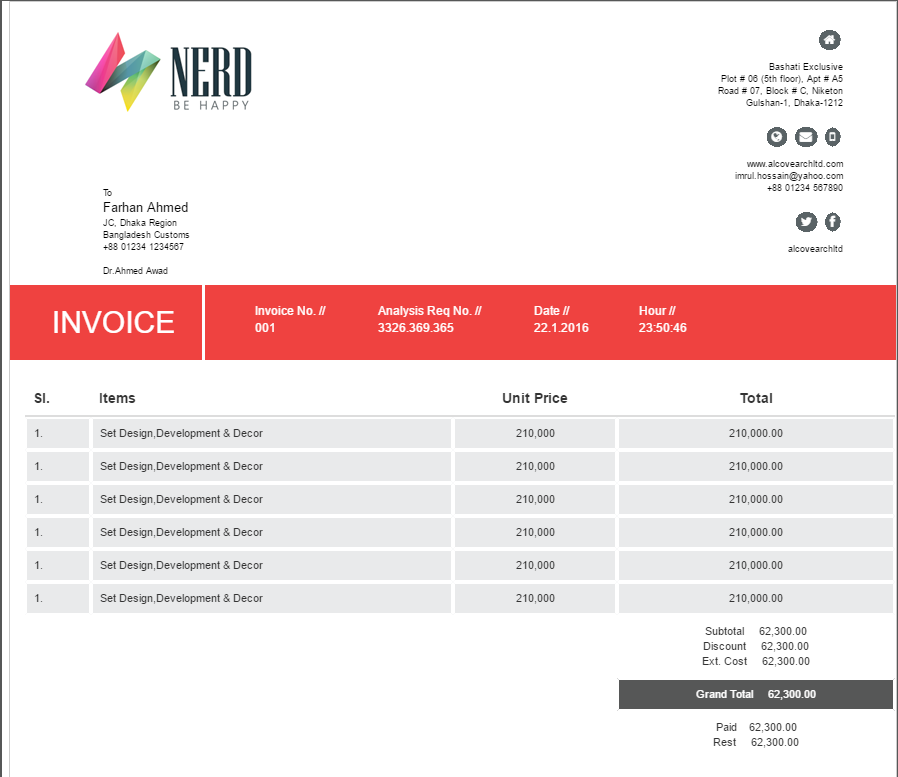 NERD
BE HAPPY
Bashati Exclusive
Plot # 06 (5th floor), Apt # A5
Road # 07, Block # C, Niketon
Gulshan-1, Dhaka-1212
www.alcovearchltd.com
imrul.hossain@yahoo.com
+88 01234 567890
alcovearchltd
To
Farhan Ahmed
JC, Dhaka Region
Bangladesh Customs
+88 01234 1234567
Dr.Ahmed Awad
INVOICE
Invoice No. // Analysis Req No. // Date // Hour //
001 3326.369.365 22.1.2016 23:50:46
Sl. Items Unit Price Total
1. Set Design,Development & Decor 210,000 210,000.00
1. Set Design,Development & Decor 210,000 210,000.00
1. Set Design,Development & Decor 210,000 210,000.00
1. Set Design,Development & Decor 210,000 210,000.00
1. Set Design,Development & Decor 210,000 210,000.00
1. Set Design,Development & Decor 210,000 210,000.00
Subtotal 62,300.00
Discount 62,300.00
Ext. Cost 62,300.00
Grand Total 62,300.00
Paid 62,300.00
Rest 62,300.00